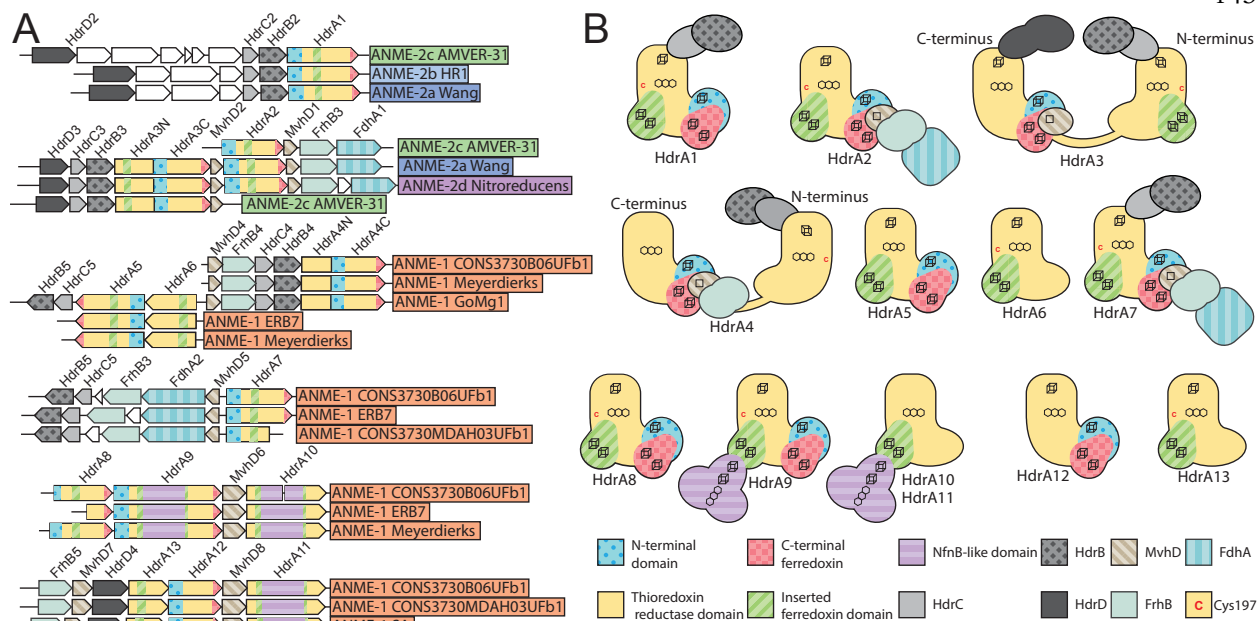 A
HdrD2
HdrC2
HdrB2
HdrA1
ANME-2c AMVER-31
ANME-2b HR1
ANME-2a Wang
HdrD3
HdrC3
HdrB3
HdrA3N
HdrA3C
MvhD2
HdrA2
MvhD1
FrhB3
FdhA1
ANME-2c AMVER-31
ANME-2a Wang
ANME-2d Nitroreducens
ANME-2c AMVER-31
MvhD4
FrhB4
HdrC4
HdrB4
HdrA4N
HdrA4C
HdrB5
HdrC5
HdrA5
HdrA6
ANME-1 CONS3730B06UFb1
ANME-1 Meyerdierks
ANME-1 GoMg1
ANME-1 ERB7
ANME-1 Meyerdierks
HdrB5
HdrC5
FrhB3
FdhA2
MvhD5
HdrA7
ANME-1 CONS3730B06UFb1
ANME-1 ERB7
ANME-1 CONS3730MDAH03UFb1
HdrA8
HdrA9
MvhD6
HdrA10
ANME-1 CONS3730B06UFb1
ANME-1 ERB7
ANME-1 Meyerdierks
FrhB5
MvhD7
HdrD4
HdrA13
HdrA12
MvhD8
HdrA11
ANME-1 CONS3730B06UFb1
ANME-1 CONS3730MDAH03UFb1
B
C-terminus
N-terminus
c
c
c
HdrA1
HdrA2
HdrA3
C-terminus
N-terminus
c
c
c
HdrA4
HdrA5
HdrA6
HdrA7
c
c
c
HdrA8
HdrA9
HdrA10
HdrA11
HdrA12
HdrA13
N-terminal
domain
C-terminal
ferredoxin
NfnB-like domain
HdrB
MvhD
FdhA
Thioredoxin
reductase domain
Inserted
ferredoxin domain
HdrC
HdrD
FrhB
c
Cys197